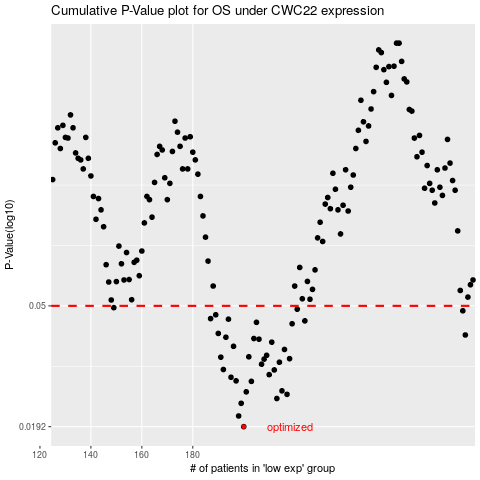 Cumulative P-Value plot for OS under CWC22 expression
P-Value(log10)
0.05
0.0192
optimized
120 140 160 180
# of patients in 'low exp' group